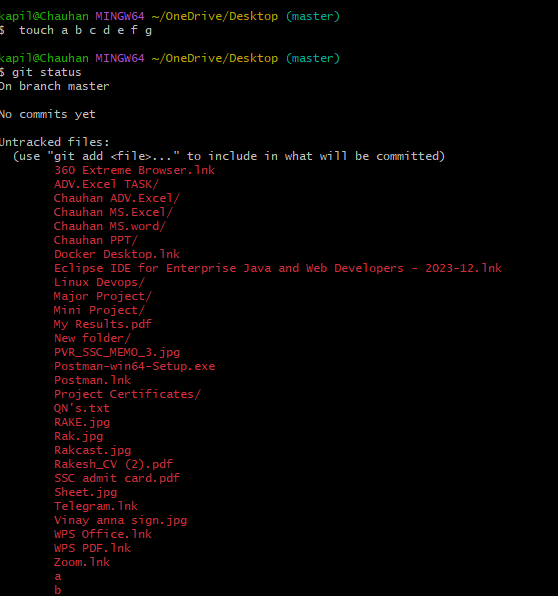 kapil@Chauhan MINGW64 ~/OneDrive/Desktop (master)
$  touch a b c d e f g
kapil@Chauhan MINGW64 ~/OneDrive/Desktop (master)
$ git status
On branch master
No commits yet
Untracked files:
(use "git add <file>..." to include in what will be committed)
360 Extreme Browser.lnk
ADV.Excel TASK/
Chauhan ADV.Excel/
Chauhan MS.Excel/
Chauhan MS.word/
Chauhan PPT/
Docker Desktop.lnk
Eclipse IDE for Enterprise Java and Web Developers - 2023-12.lnk
Linux Devops/
Major Project/
Mini Project/
My Results.pdf
New folder/
PVR_SSC_MEMO_3.jpg
Postman-win64-Setup.exe
Postman.lnk
Project Certificates/
QN's.txt
RAKE.jpg
Rak.jpg
Rakcast.jpg
Rakesh_CV (2).pdf
SSC admit card.pdf
Sheet.jpg
Telegram.lnk
Vinay anna sign.jpg
WPS Office.lnk
WPS PDF.lnk
Zoom.lnk
a
b